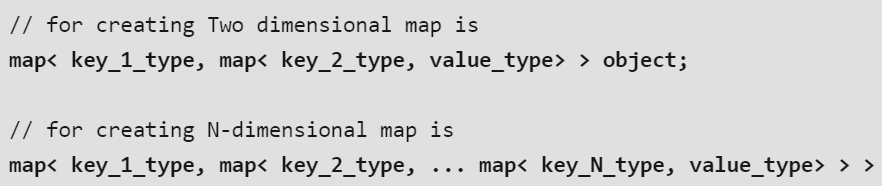 // for creating Two dimensional map is
map< key_1_type, map< key_2_type, value_type> > object;
// for creating N-dimensional map is
map< key_1_type, map< key_2_type, ... map< key_N_type, value_type> > >